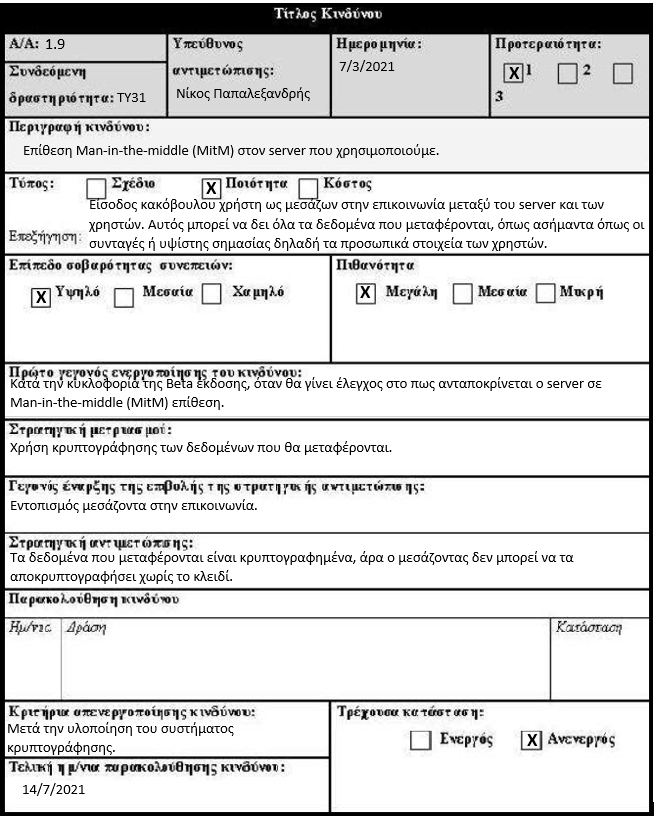 Τίτλος Κινδύνου
Α/Α: 1.9
Συνδεόμενη
δραστηριότητα: ΤΥ31
Υπεύθυνος
αντιμετώπισης:
Νίκος Παπαλεξανδρής
Ημερομηνία:
7/3/2021
Προτεραιότητα:
X 1 2
3
Περιγραφή κινδύνου:
Επίθεση Man-in-the-middle (MitM) στον server που χρησιμοποιούμε.
Τύπος: Σχέδιο X Ποιότητα Κόστος
Επεξήγηση:
Είσοδος κακόβουλου χρήστη ως μεσάζων στην επικοινωνία μεταξύ του server και των
χρηστών. Αυτός μπορεί να δει όλα τα δεδομένα που μεταφέρονται, όπως ασήμαντα όπως οι
συνταγές ή υψίστης σημασίας δηλαδή τα προσωπικά στοιχεία των χρηστών.
Επίπεδο σοβαρότητας συνεπειών:
X Υψηλό Μεσαία Χαμηλό
Πιθανότητα
X Μεγάλη Μεσαία Μικρή
Πρώτο γεγονός ενεργοποίησης του κινδύνου:
Κατά την κυκλοφορία της Beta έκδοσης, όταν θα γίνει έλεγχος στο πως ανταποκρίνεται ο server σε
Man-in-the-middle (MitM) επίθεση.
Στρατηγική μετριασμού:
Χρήση κρυπτογράφησης των δεδομένων που θα μεταφέρονται.
Γεγονός έναρξης της επιβολής της στρατηγικής αντιμετώπισης:
Εντοπισμός μεσάζοντα στην επικοινωνία.
Στρατηγική αντιμετώπισης:
Τα δεδομένα που μεταφέρονται είναι κρυπτογραφημένα, άρα ο μεσάζοντας δεν μπορεί να τα
αποκρυπτογραφήσει χωρίς το κλειδί.
Παρακολούθηση κινδύνου
Ημ/νια Δράση Κατάσταση
Κριτήρια απενεργοποίησης κινδύνου:
Μετά την υλοποίηση του συστήματος
κρυπτογράφησης.
Τελική ημ/νια παρακολούθησης κινδύνου:
14/7/2021
Τρέχουσα κατάσταση:
Ενεργός X Ανενεργός